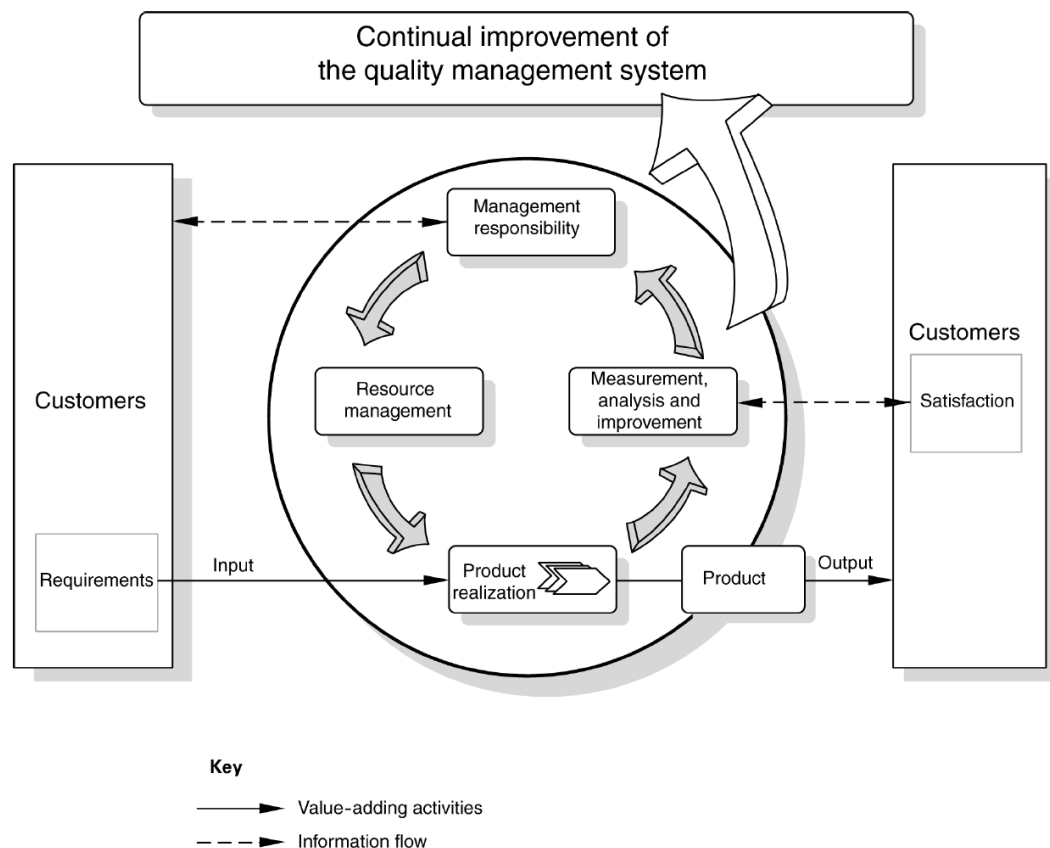 Continual improvement of
the quality management system
Management
responsibility
Customers
Customers
Resource
management
Measurement,
analysis and
improvement
Satisfaction
Requirements
Input
Product
realization
Product
Output
Key
Value-adding activities
Information flow